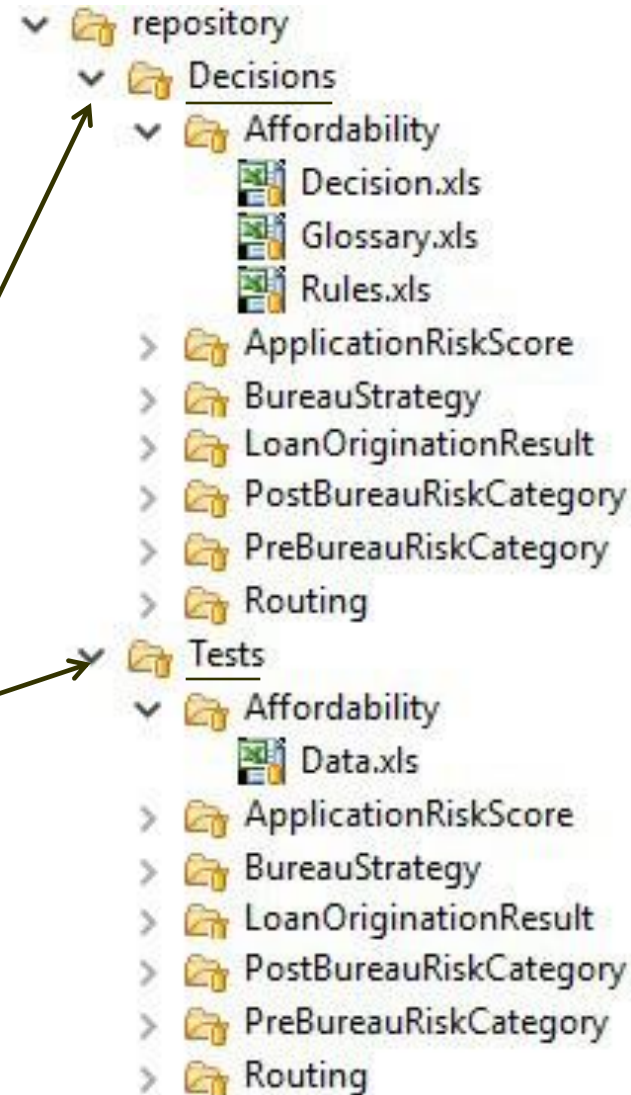 repository
Decisions
Affordability
Decision.xls
Glossary.xls
Rules.xls
ApplicationRiskScore
BureauStrategy
LoanOriginationResult
PostBureauRiskCategory
PreBureauRiskCategory
Routing
Tests
Affordability
Data.xls
ApplicationRiskScore
BureauStrategy
LoanOriginationResult
PostBureauRiskCategory
PreBureauRiskCategory
Routing